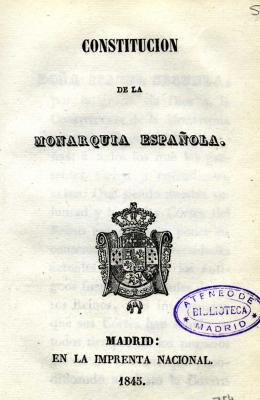 CONSTITUCION
DE LA
MONARQUIA ESPAÑOLA.
ATENEO DE
BIBLIOTECA
MADRID
MADRID:
EN LA IMPRENTA NACIONAL.
1845.